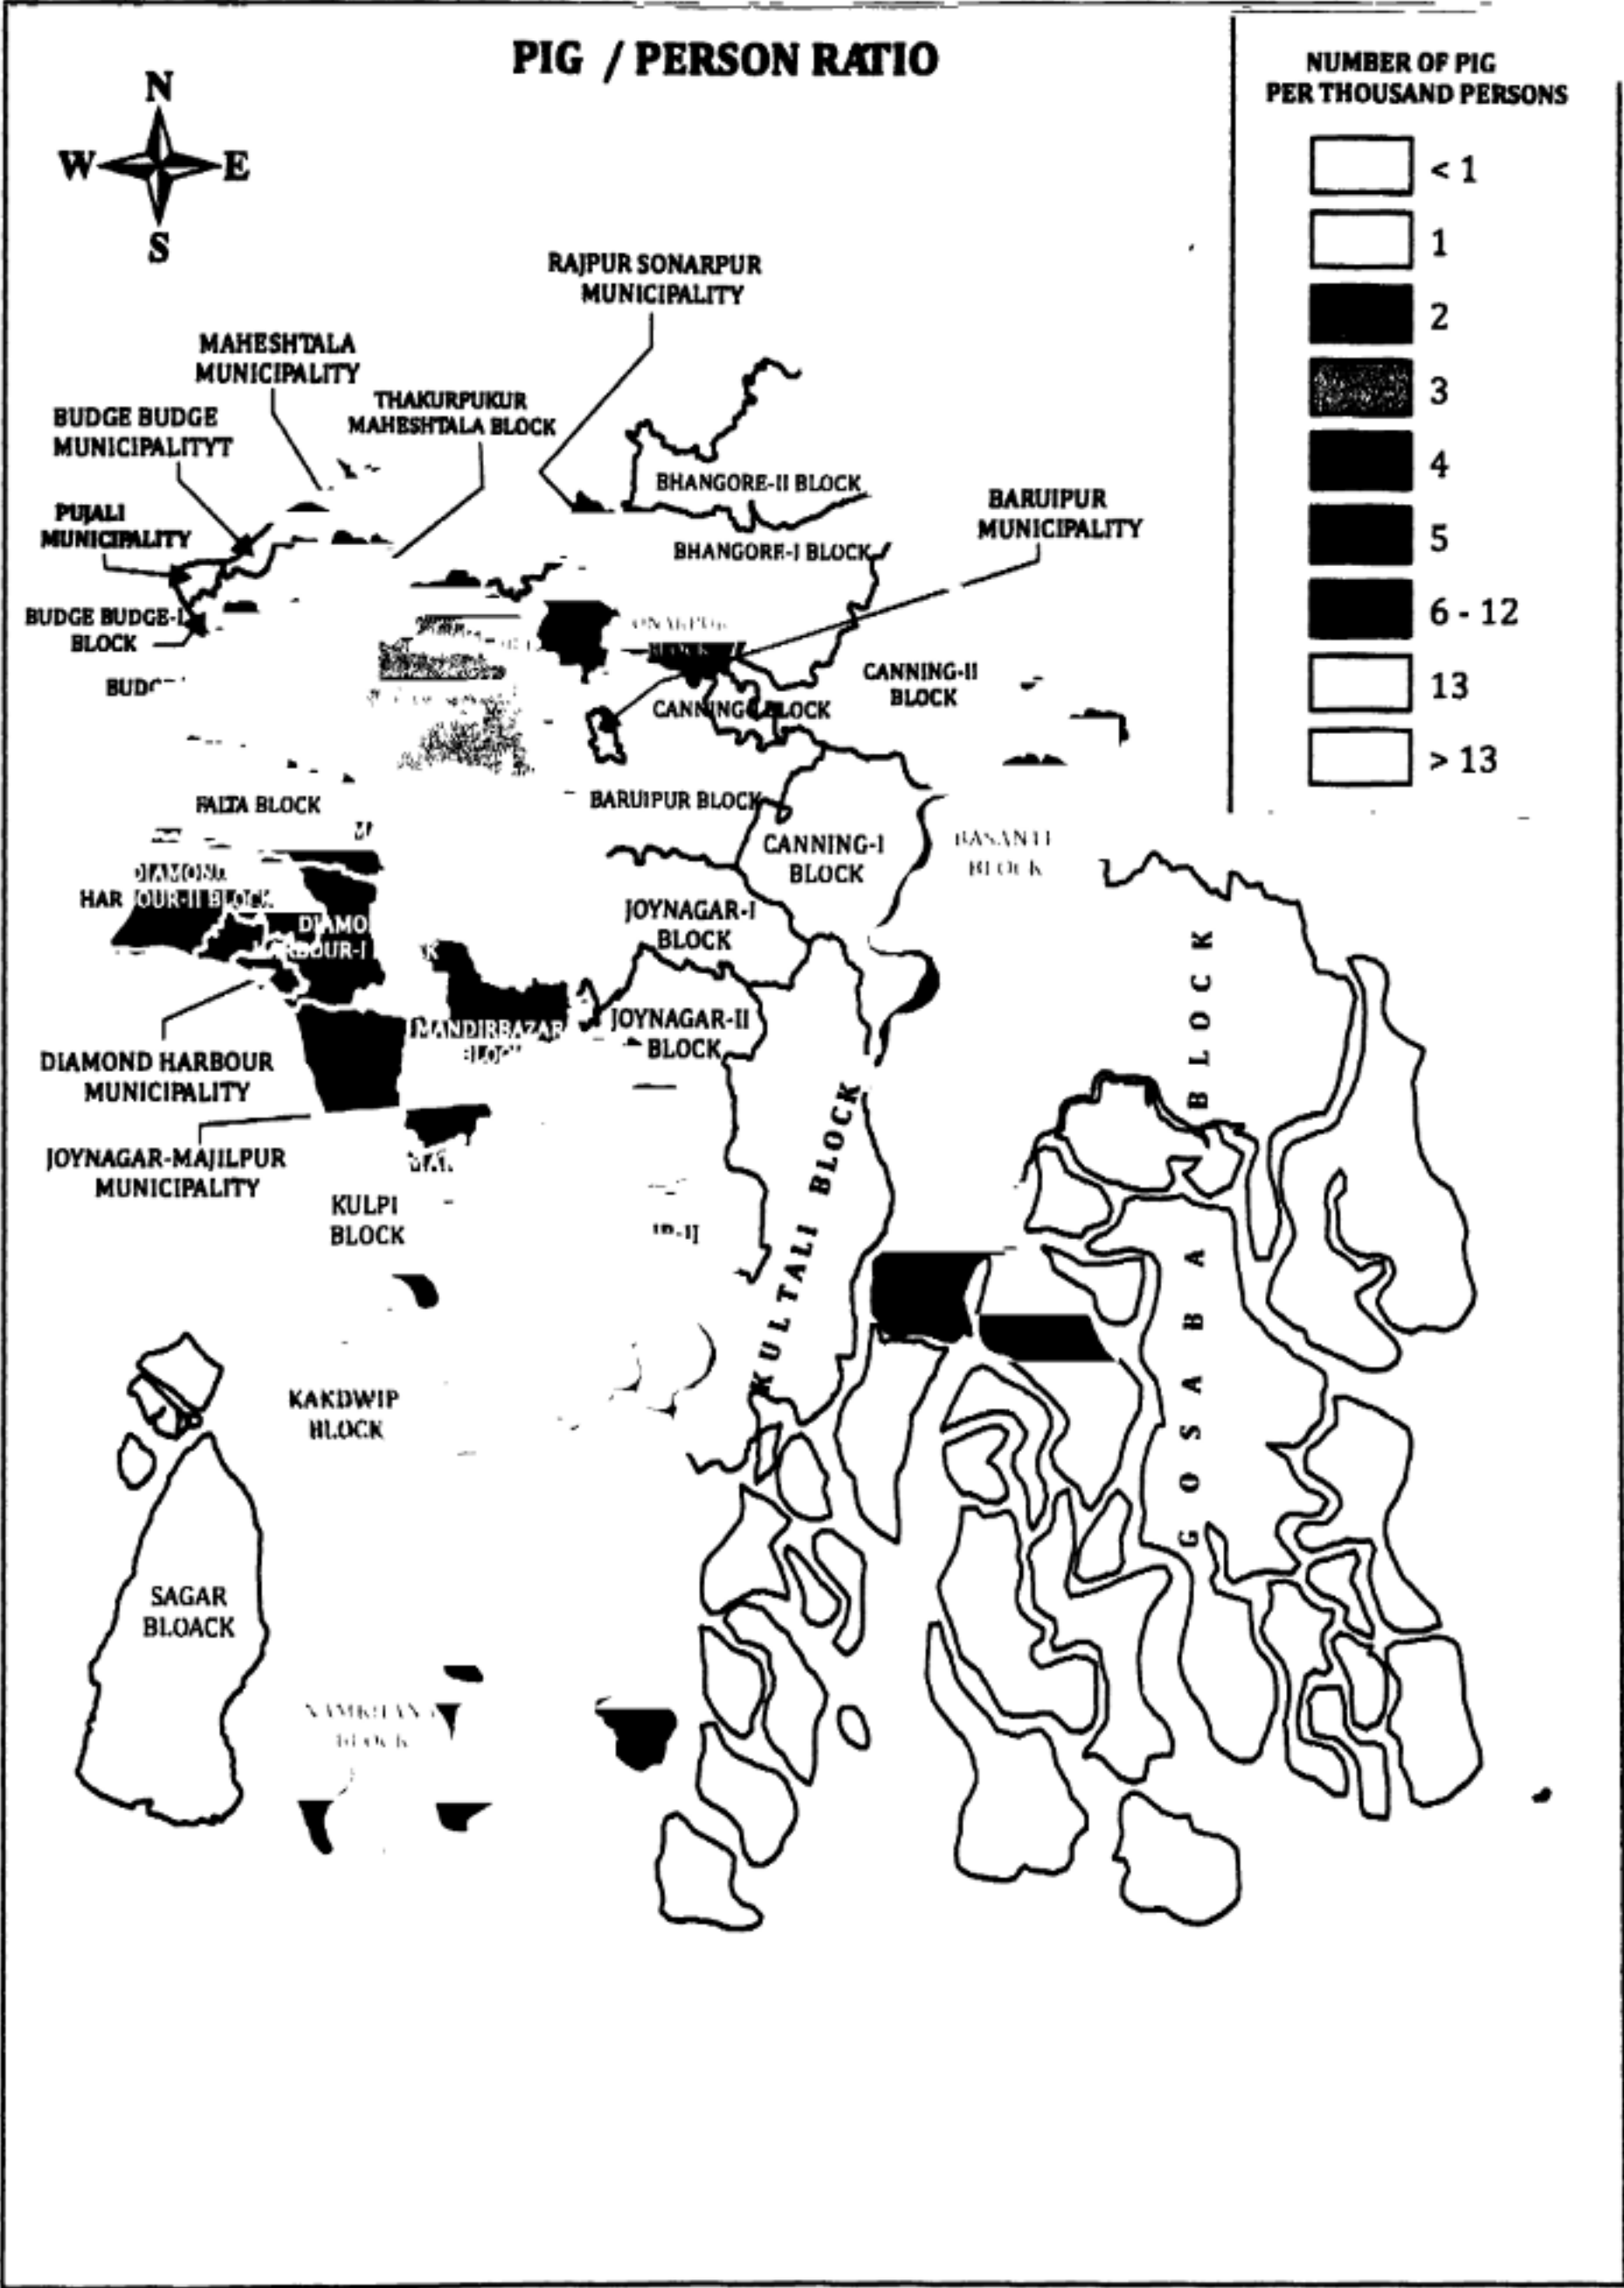 PIG / PERSON RATIO
NUMBER OF PIG
PER THOUSAND PERSONS
< 1
1
2
3
4
5
6 - 12
13
> 13
N
W E
S
RAJPUR SONARPUR
MUNICIPALITY
MAHESHTALA
MUNICIPALITY
THAKURPUKUR
MAHESHTALA BLOCK
BUDGE BUDGE
MUNICIPALITYT
PUJALI
MUNICIPALITY
BHANGORE-II BLOCK
BARUIPUR
MUNICIPALITY
BHANGORE-I BLOCK
BUDGE BUDGE-I
BLOCK
CANNING-II
BLOCK
CANNING-I BLOCK
FALTA BLOCK
BARUIPUR BLOCK
CANNING-I
BLOCK
BASANTI
BLOCK
DIAMOND
HARBOUR-II BLOCK
JOYNAGAR-I
BLOCK
MANDIRBAZAR
JOYNAGAR-II
BLOCK
DIAMOND HARBOUR
MUNICIPALITY
JOYNAGAR-MAJILPUR
MUNICIPALITY
KULPI
BLOCK
KULTALI BLOCK
GOSABA BLOCK
KAKDWIP
BLOCK
SAGAR
BLOACK
BLOCK